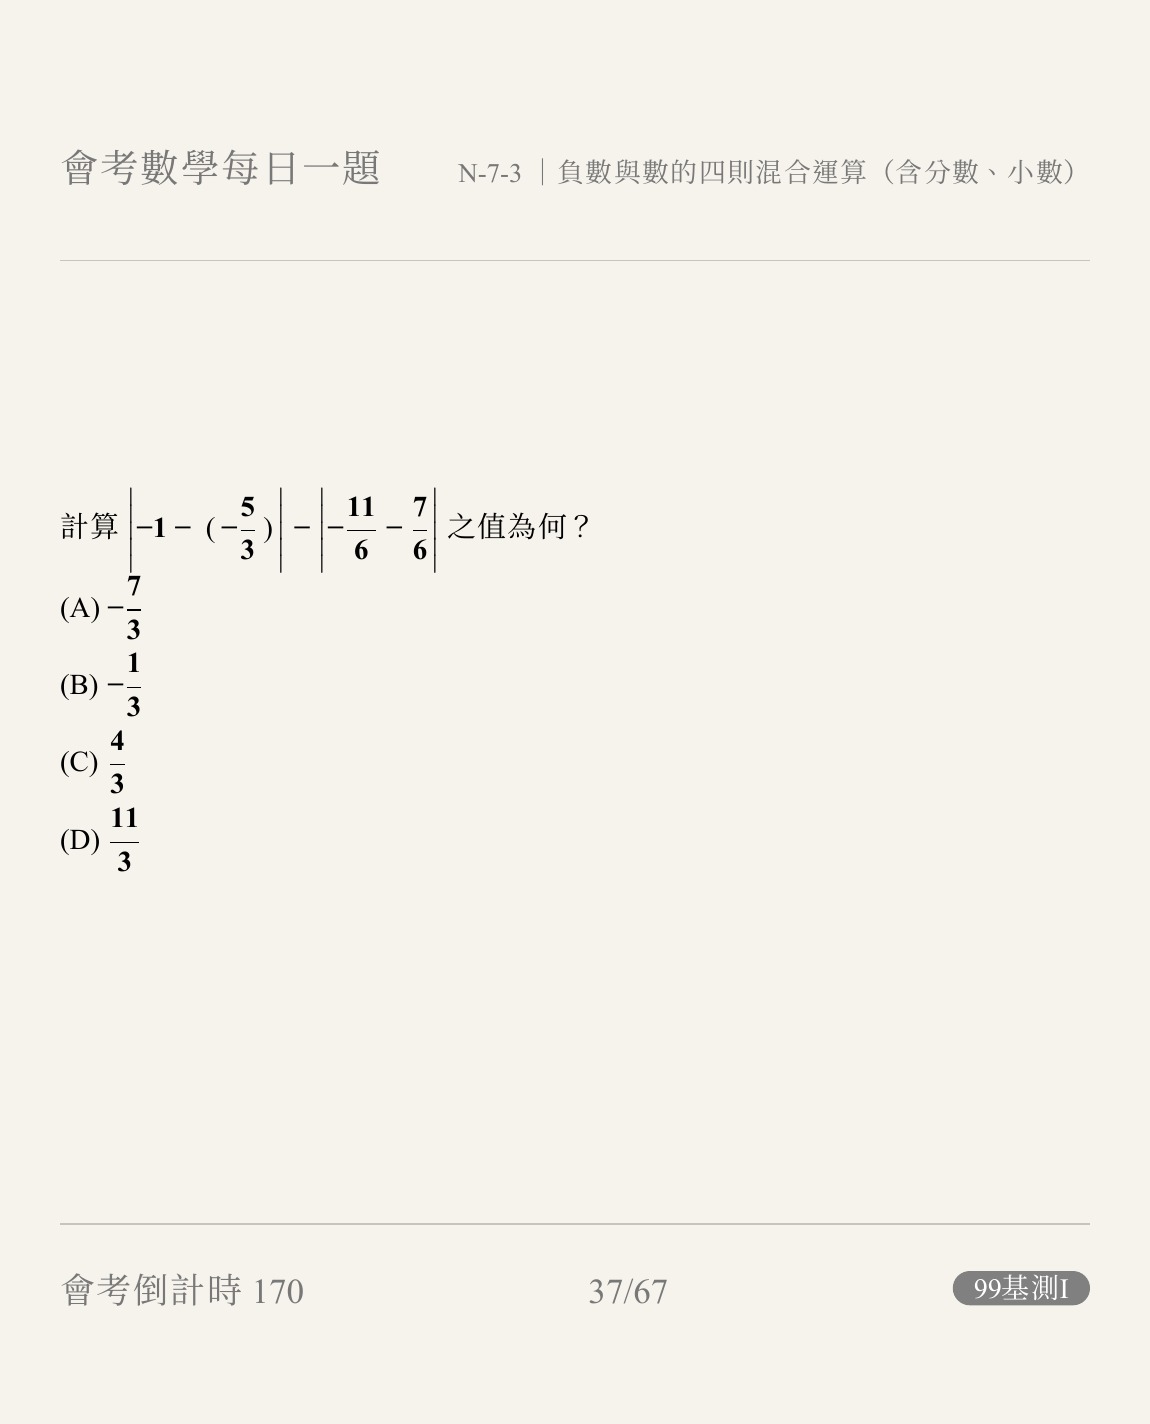 會考數學每日一題
N-7-3｜負數與數的四則混合運算（含分數、小數）
計算 |−1 − (−5/3)| − |−11/6 − 7/6| 之值為何？
(A) −7/3
(B) −1/3
(C) 4/3
(D) 11/3
會考倒計時 170
37/67
99基測I